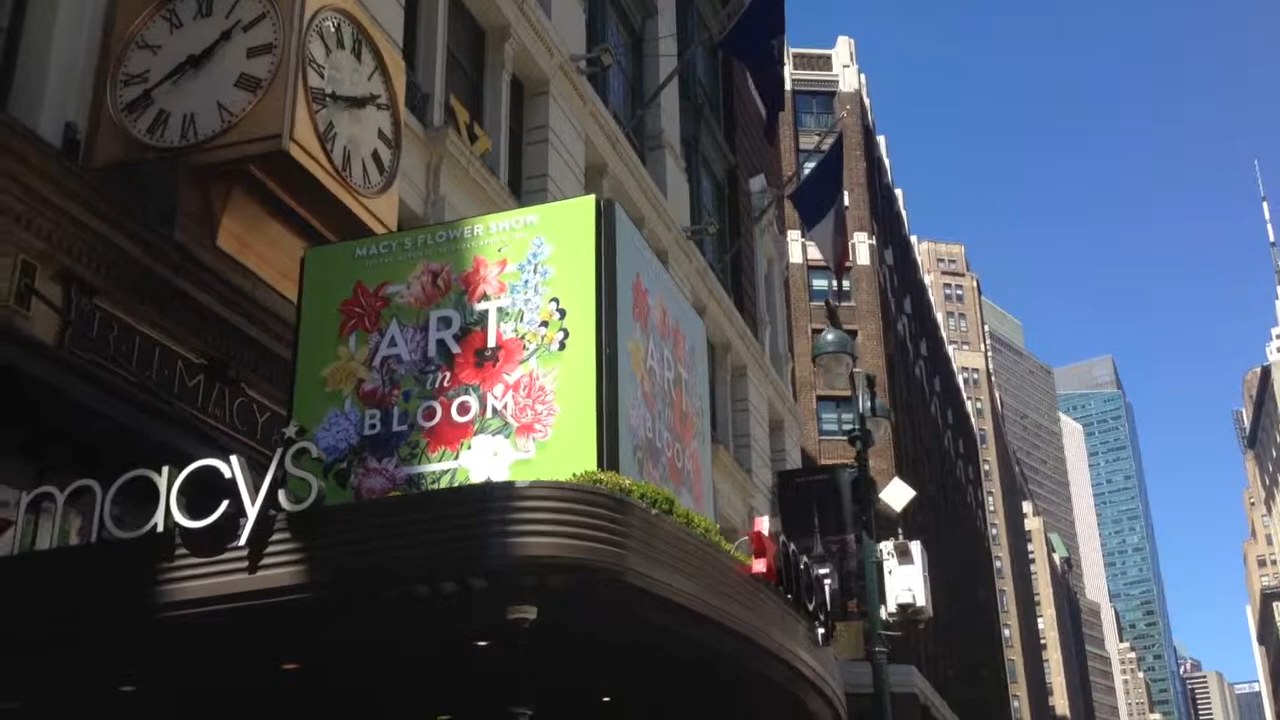 MACY'S FLOWER SHOW
ART
in
BLOOM
ART
in
BLOOM
R.H.MACY
macy's